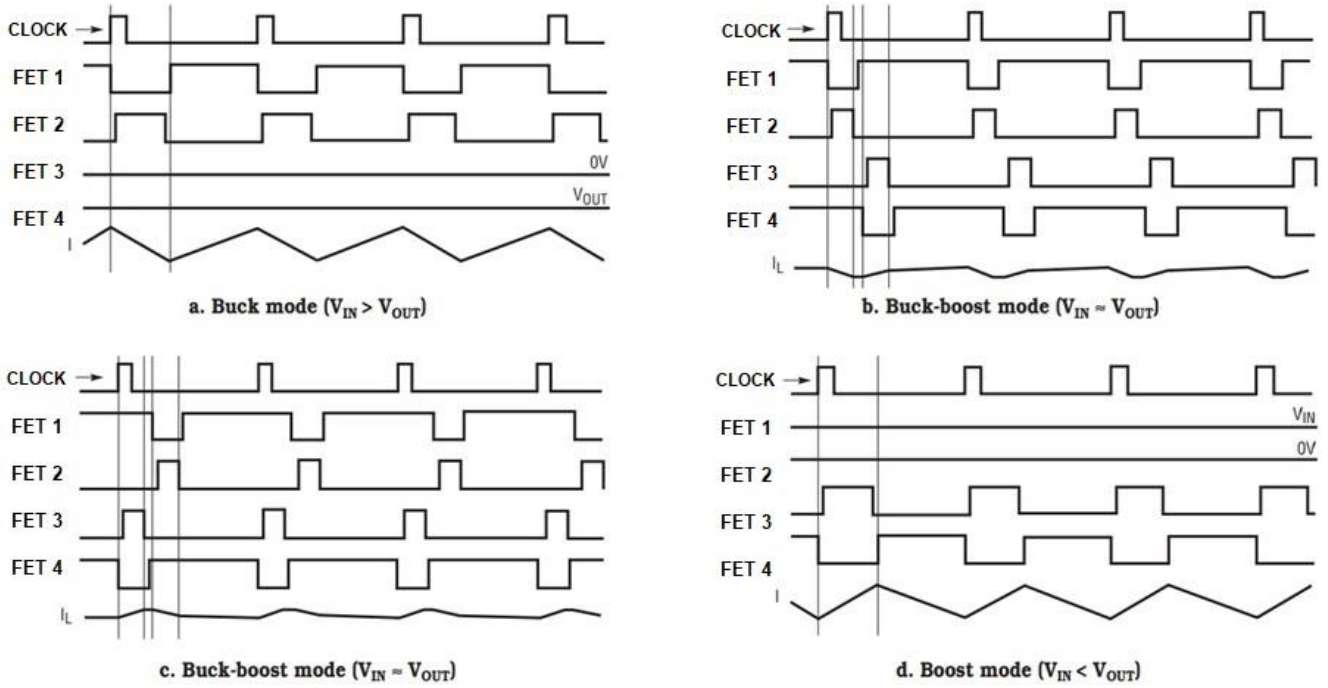 CLOCK
FET 1
FET 2
FET 3
0V
FET 4
VOUT
I
a. Buck mode (VIN > VOUT)
CLOCK
FET 1
FET 2
FET 3
FET 4
IL
b. Buck-boost mode (VIN ≈ VOUT)
CLOCK
FET 1
FET 2
FET 3
FET 4
IL
c. Buck-boost mode (VIN ≈ VOUT)
CLOCK
FET 1
VIN
0V
FET 2
FET 3
FET 4
I
d. Boost mode (VIN < VOUT)